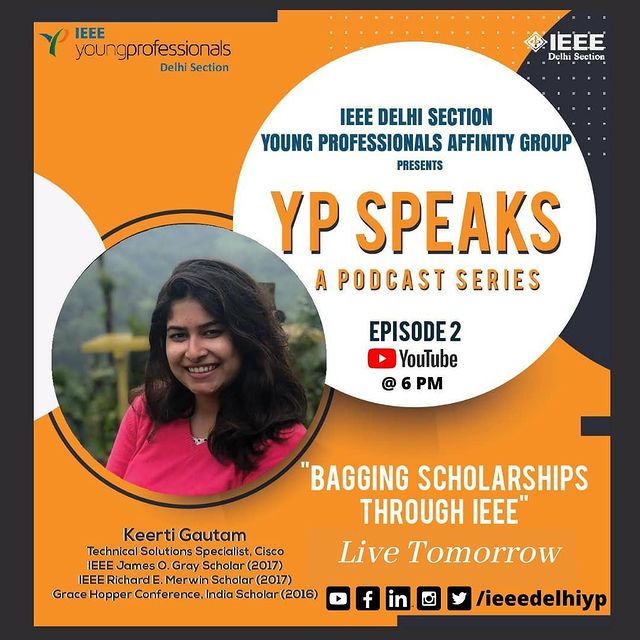 IEEE
youngprofessionals
Delhi Section
IEEE
Delhi Section
IEEE DELHI SECTION
YOUNG PROFESSIONALS AFFINITY GROUP
PRESENTS
YP SPEAKS
A PODCAST SERIES
EPISODE 2
YouTube
@ 6 PM
"BAGGING SCHOLARSHIPS
THROUGH IEEE"
Live Tomorrow
Keerti Gautam
Technical Solutions Specialist, Cisco
IEEE James O. Gray Scholar (2017)
IEEE Richard E. Merwin Scholar (2017)
Grace Hopper Conference, India Scholar (2016)
/ieeedelhiyp